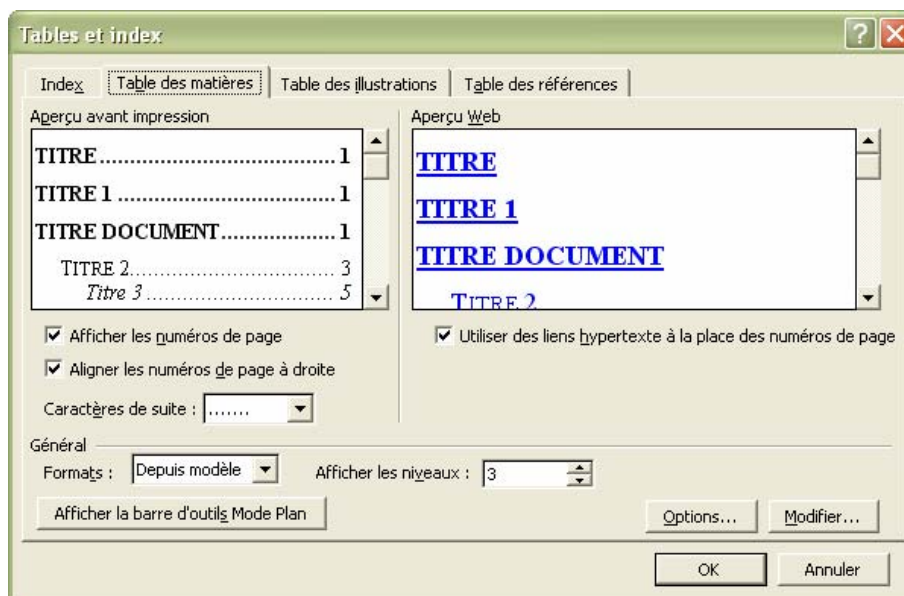 Tables et index
Index Table des matières Table des illustrations Table des références
Aperçu avant impression
TITRE.....................................1
TITRE 1 ..................................1
TITRE DOCUMENT...................1
TITRE 2................................. 3
Titre 3 ................................ 5
Afficher les numéros de page
Aligner les numéros de page à droite
Caractères de suite : .......
Aperçu Web
TITRE
TITRE 1
TITRE DOCUMENT
TITRE 2
Utiliser des liens hypertexte à la place des numéros de page
Général
Formats : Depuis modèle Afficher les niveaux : 3
Afficher la barre d'outils Mode Plan Options... Modifier...
OK Annuler